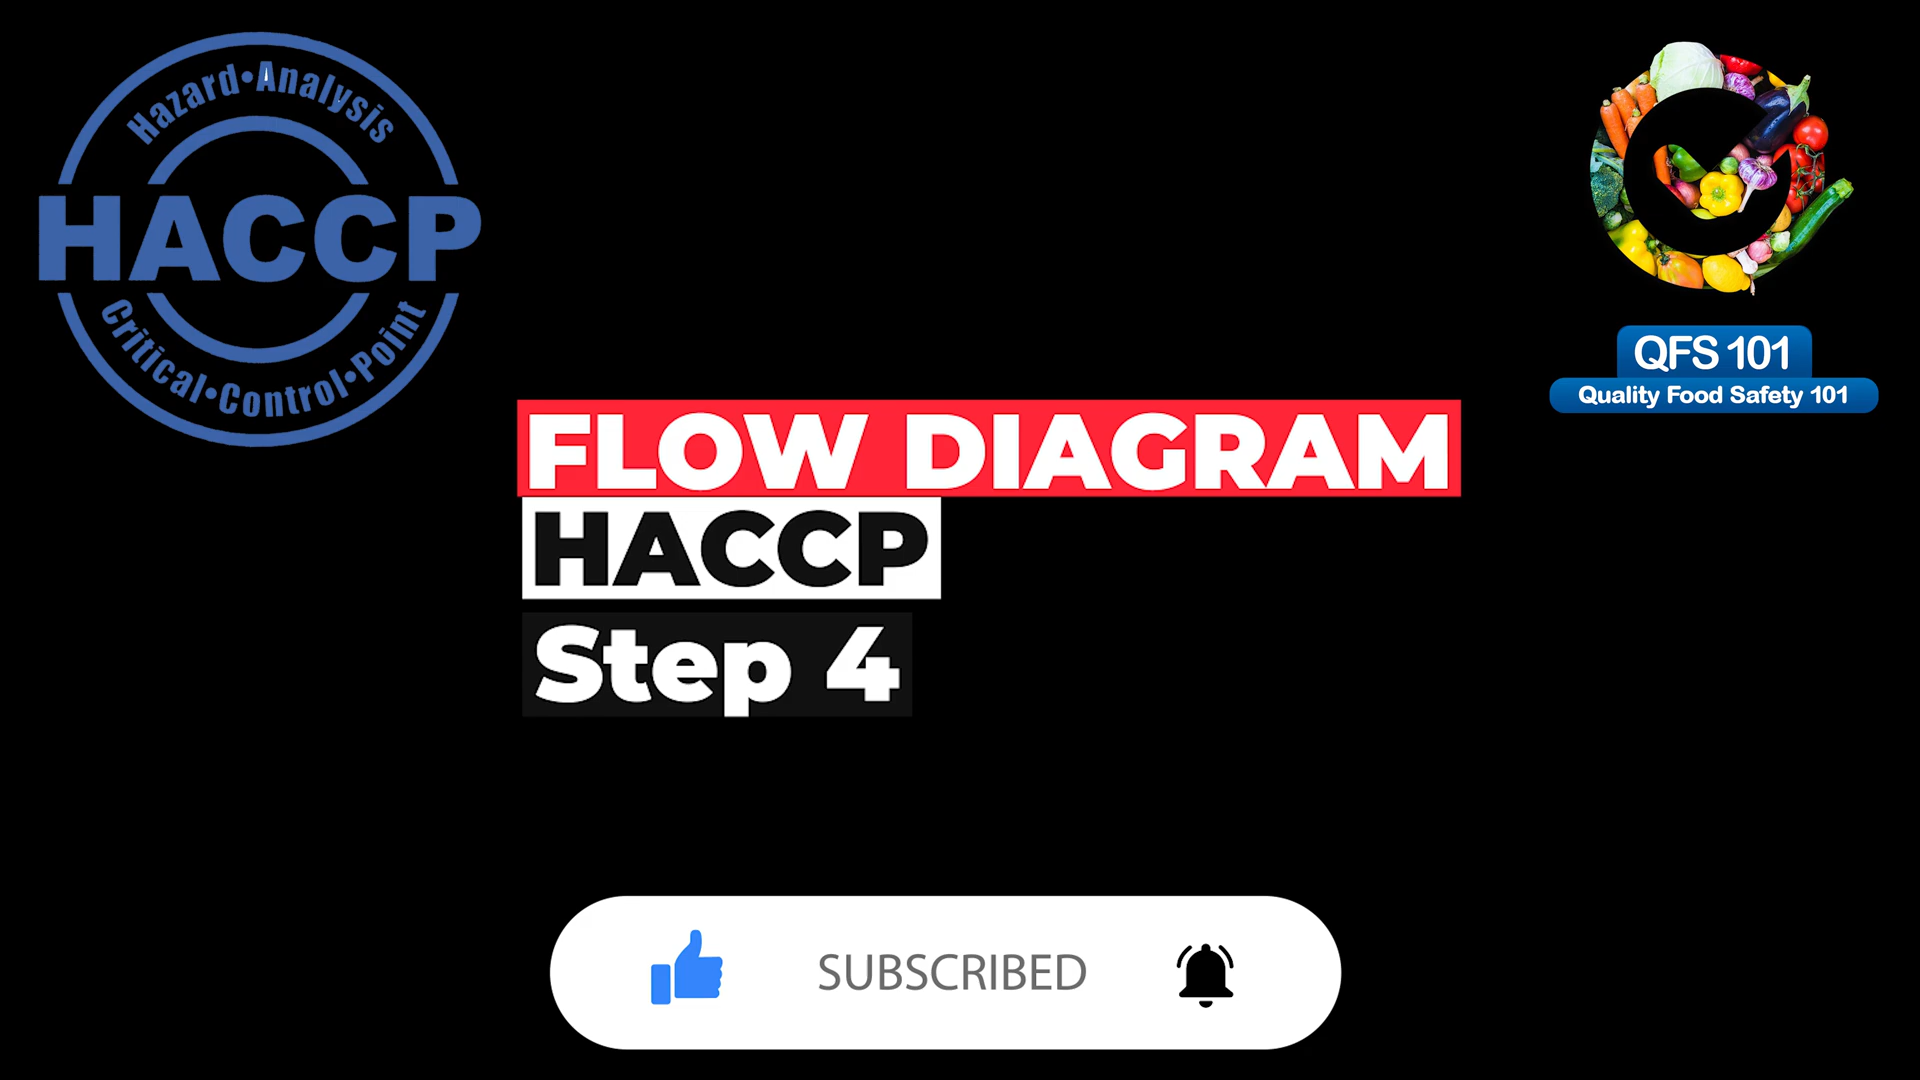 Hazard•Analysis
HACCP
Critical•Control•Point
QFS 101
Quality Food Safety 101
FLOW DIAGRAM
HACCP
Step 4
SUBSCRIBED